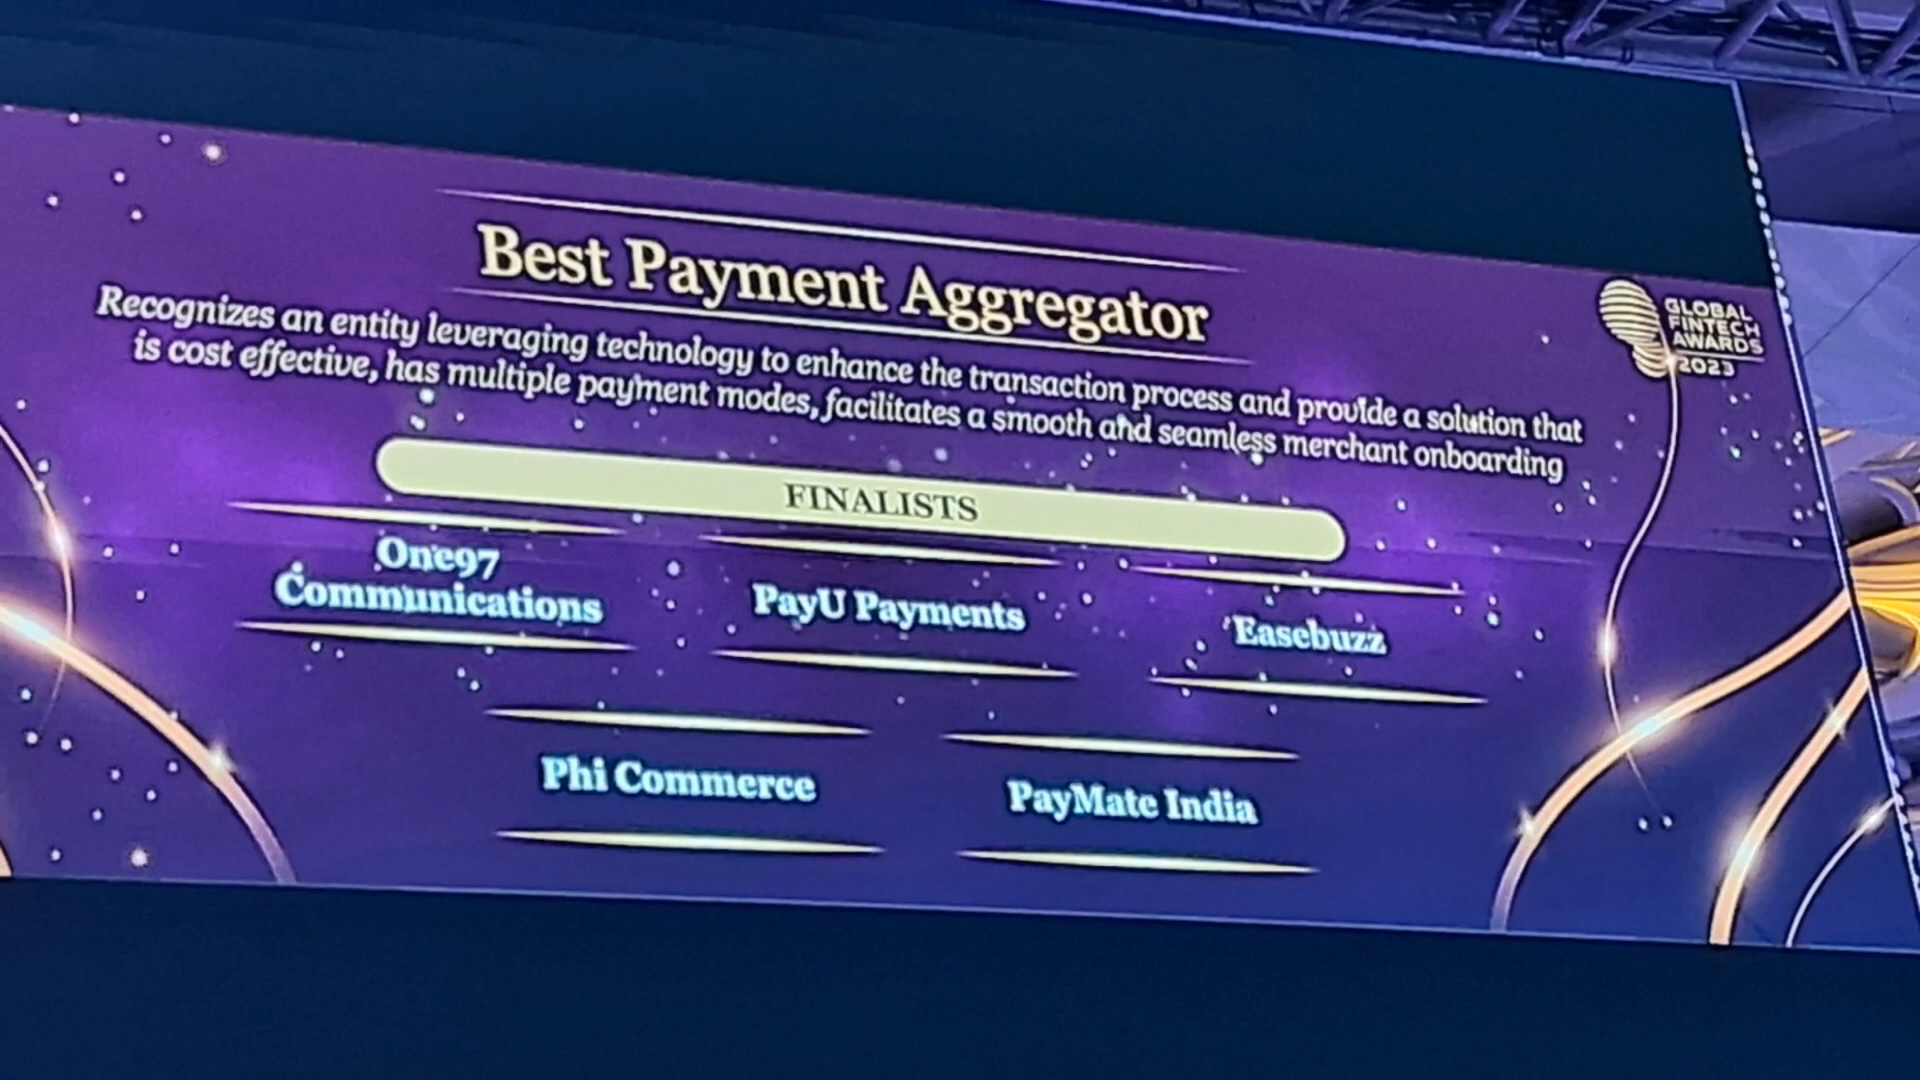 Best Payment Aggregator
Recognizes an entity leveraging technology to enhance the transaction process and provide a solution that
is cost effective, has multiple payment modes, facilitates a smooth and seamless merchant onboarding
GLOBAL
FINTECH
AWARDS
2023
FINALISTS
One97
Communications
PayU Payments
Easebuzz
Phi Commerce
PayMate India